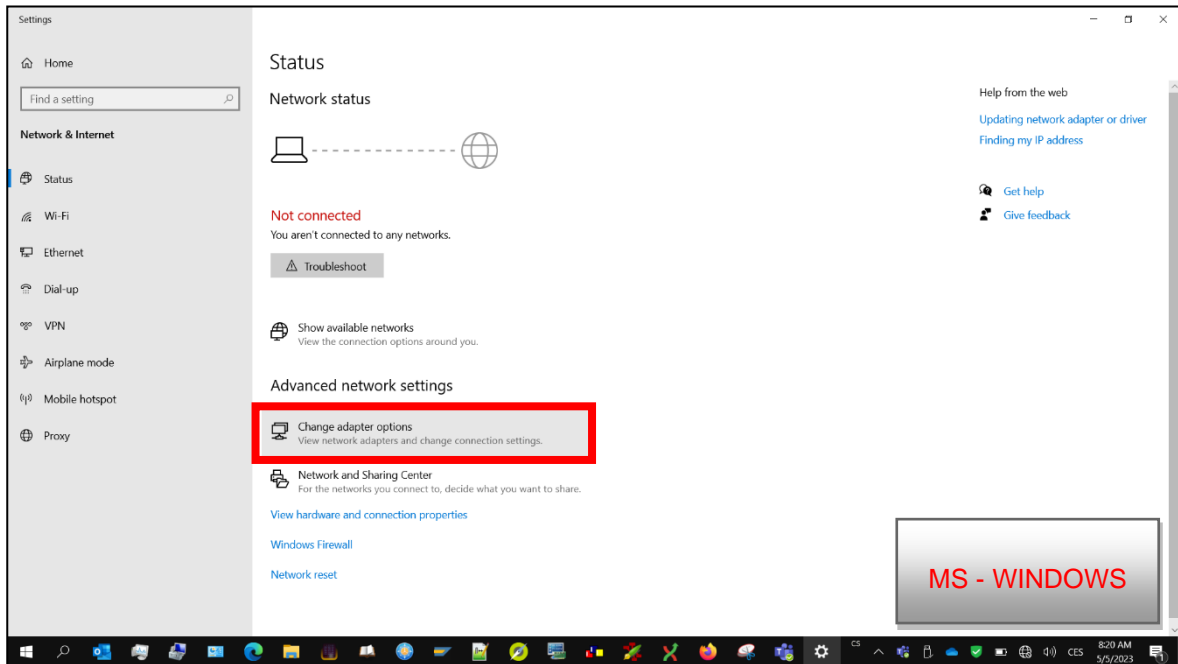 Settings
Home
Find a setting
Network & Internet
Status
Wi-Fi
Ethernet
Dial-up
VPN
Airplane mode
Mobile hotspot
Proxy
Status
Network status
Not connected
You aren't connected to any networks.
Troubleshoot
Show available networks
View the connection options around you.
Advanced network settings
Change adapter options
View network adapters and change connection settings.
Network and Sharing Center
For the networks you connect to, decide what you want to share.
View hardware and connection properties
Windows Firewall
Network reset
Help from the web
Updating network adapter or driver
Finding my IP address
Get help
Give feedback
MS - WINDOWS
CS
CES
8:20 AM
5/5/2023